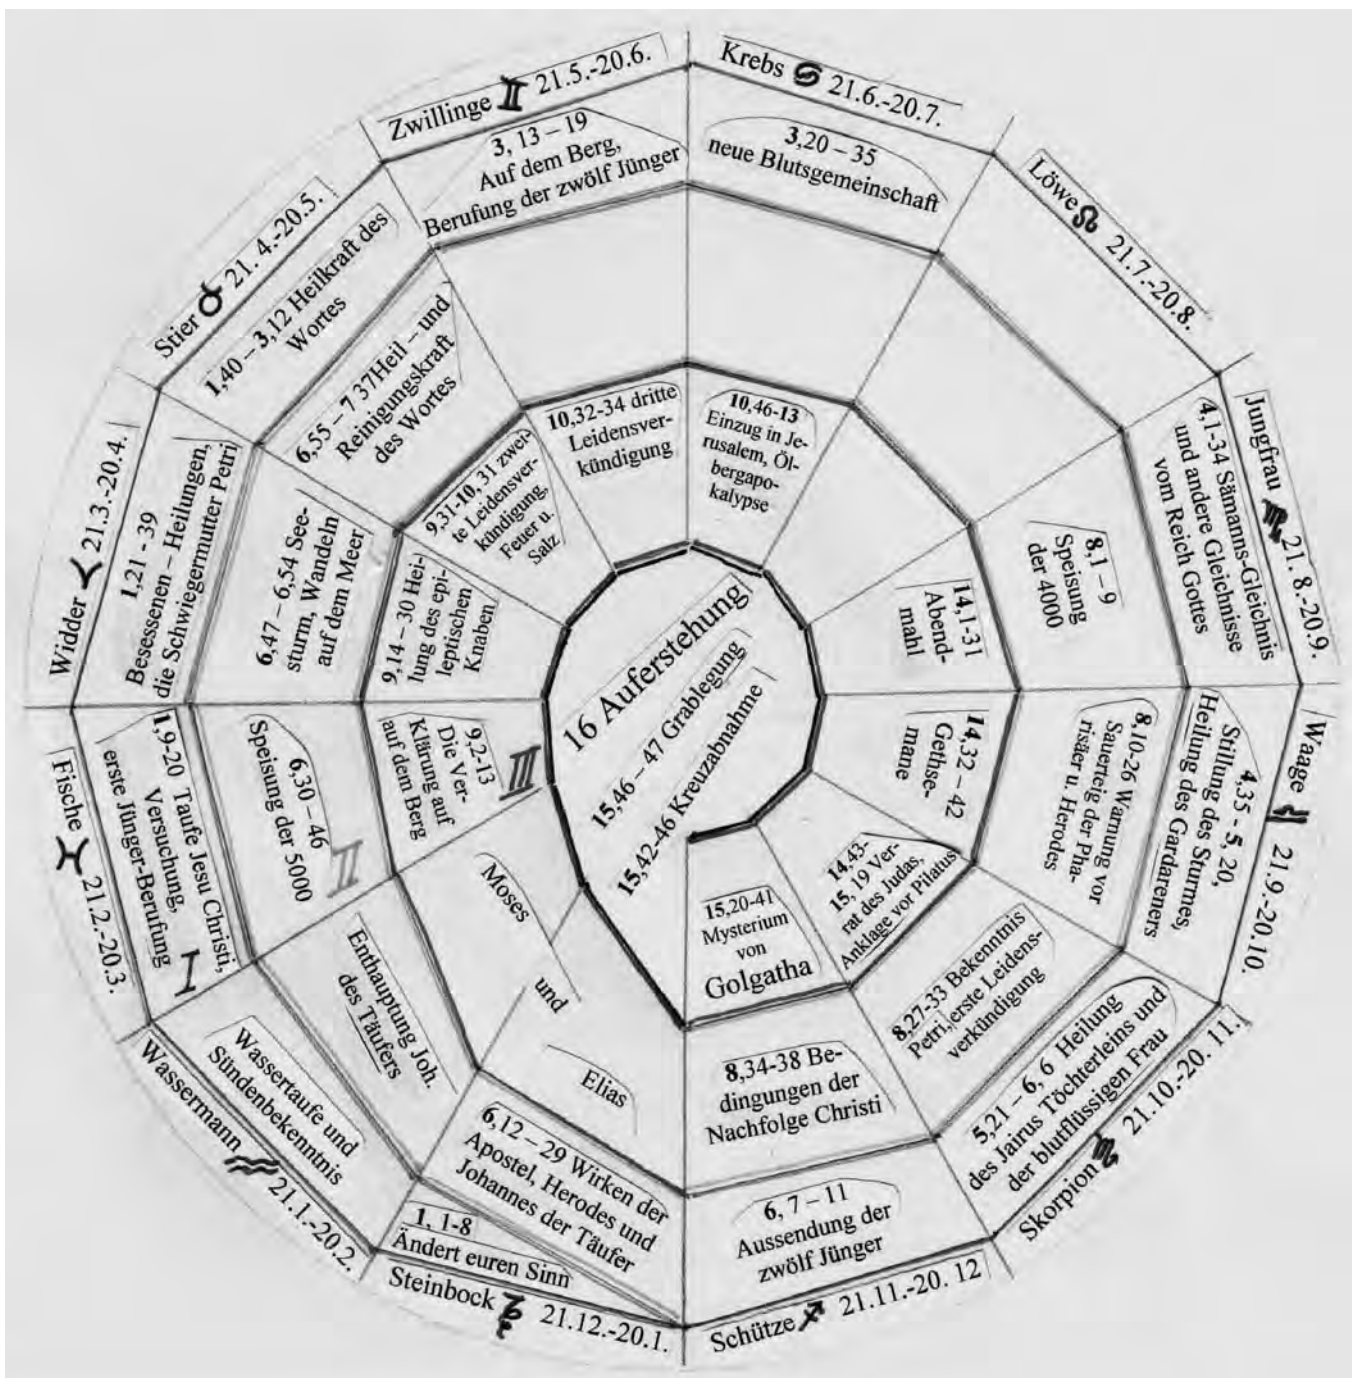 Steinbock ♑ 21.12.-20.1.
1, 1-8
Ändert euren Sinn
Wassermann ♒ 21.1.-20.2.
Wassertaufe und
Sündenbekenntnis
Fische ♓ 21.2.-20.3.
1,9-20 Taufe Jesu Christi,
Versuchung,
erste Jünger-Berufung
I
Widder ♈ 21.3.-20.4.
1,21 - 39
Besessenen – Heilungen,
die Schwiegermutter Petri
Stier ♉ 21. 4.-20.5.
1,40 – 3,12 Heilkraft des
Wortes
Zwillinge ♊ 21.5.-20.6.
3, 13 – 19
Auf dem Berg,
Berufung der zwölf Jünger
Krebs ♋ 21.6.-20.7.
3,20 – 35
neue Blutsgemeinschaft
Löwe ♌ 21.7.-20.8.
Jungfrau ♍ 21. 8.-20.9.
4,1-34 Sämanns-Gleichnis
und andere Gleichnisse
vom Reich Gottes
Waage ♎ 21.9.-20.10.
4,35 - 5, 20,
Stillung des Sturmes,
Heilung des Gardareners
Skorpion ♏ 21.10.-20. 11.
5,21 – 6, 6 Heilung
des Jairus Töchterleins und
der blutflüssigen Frau
Schütze ♐ 21.11.-20. 12
6, 7 – 11
Aussendung der
zwölf Jünger
6,12 – 29 Wirken der
Apostel, Herodes und
Johannes der Täufer
Enthauptung Joh.
des Täufers
6,30 – 46
Speisung der 5000
II
6,47 – 6,54 See-
sturm, Wandeln
auf dem Meer
6,55 – 7 37Heil – und
Reinigungskraft
des Wortes
8,1 – 9
Speisung
der 4000
8,10-26 Warnung vor
Sauerteig der Pha-
risäer u. Herodes
8,27-33 Bekenntnis
Petri, erste Leidens-
verkündigung
8,34-38 Be-
dingungen der
Nachfolge Christi
Elias
und
Moses
9,2-13
Die Ver-
Klärung auf
auf dem Berg
III
9,14 – 30 Hei-
lung des epi-
leptischen
Knaben
9,31-10, 31 zwei-
te Leidensver-
kündigung,
Feuer u.
Salz
10,32-34 dritte
Leidensver-
kündigung
10,46-13
Einzug in Je-
rusalem, Öl-
bergapo-
kalypse
14,1-31
Abend-
mahl
14,32 – 42
Gethse-
mane
14,43-
15, 19 Ver-
rat des Judas,
Anklage vor Pilatus
15,20-41
Mysterium
von
Golgatha
16 Auferstehung
15,46 – 47 Grablegung
15,42-46 Kreuzabnahme